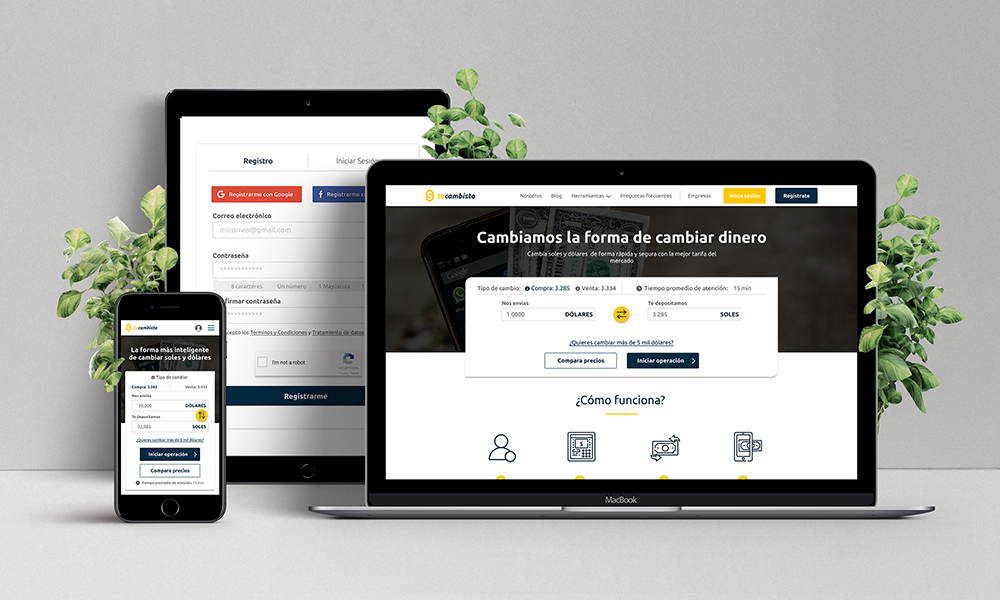 Registro
Iniciar Sesión
Registrarme con Google
Registrarme c
Correo electrónico
micorreo@gmail.com
Contraseña
************
8 caractéres
Un número
1 Mayúscula
firmar contraseña
************
cepto los Términos y Condiciones y Tratamiento de datos
I'm not a robot
reCAPTCHA
Registrarme
tucambista
La forma más inteligente
de cambiar soles y dólares
Tipo de cambio:
Compra: 3.285
Venta: 3.334
Nos envías
10,000
DÓLARES
Te depositamos
32,985
SOLES
¿Quieres cambiar más de 5 mil dólares?
Iniciar operación
Compara precios
Tiempo promedio de atención: 15 min
tucambista
Nosotros
Blog
Herramientas
Preguntas frecuentes
Empresas
Inicia sesión
Regístrate
Google
Cambiamos la forma de cambiar dinero
Cambia soles y dólares de forma rápida y segura con la mejor tarifa del
mercado
Tipo de cambio: Compra: 3.285 Venta: 3.334
Tiempo promedio de atención: 15 min
Nos envías
1 0000
DÓLARES
Te depositamos
3 285
SOLES
¿Quieres cambiar más de 5 mil dólares?
Compara precios
Iniciar operación
¿Cómo funciona?
MacBook